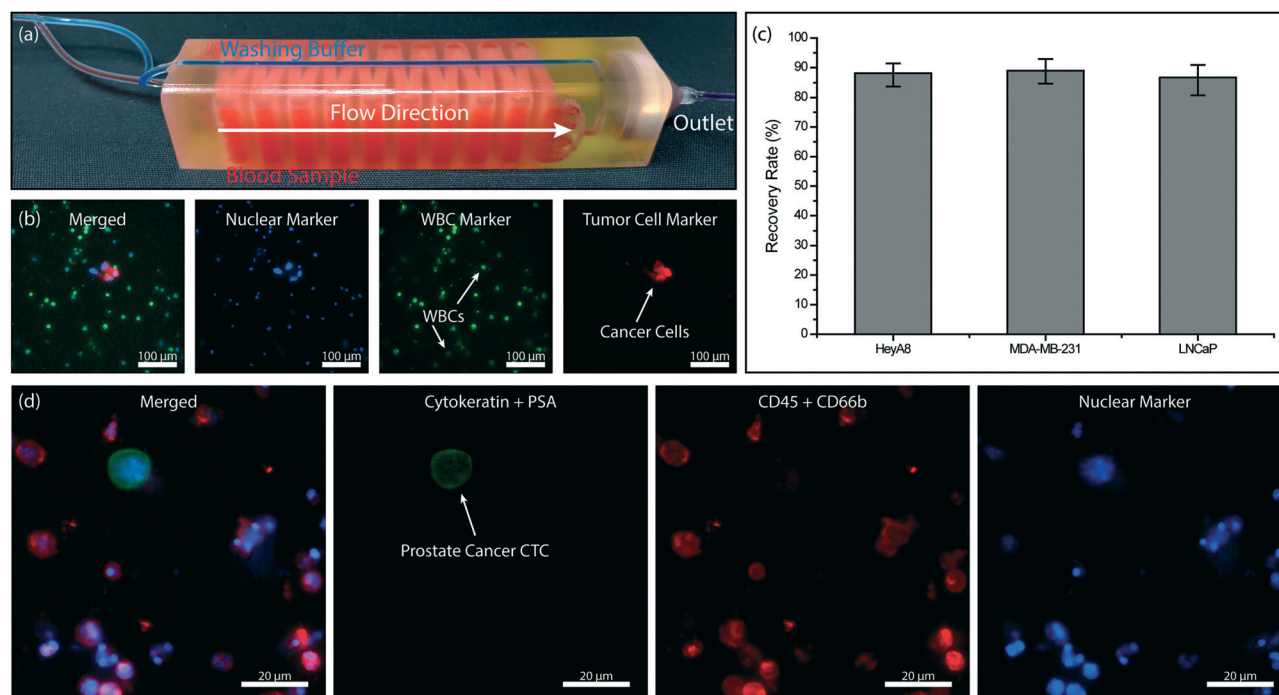 (a)
Washing Buffer
Flow Direction
Outlet
Blood Sample
(b)
Merged
Nuclear Marker
WBC Marker
Tumor Cell Marker
WBCs
Cancer Cells
100 µm
100 µm
100 µm
100 µm
(c)
Recovery Rate (%)
100
90
80
70
60
50
40
30
20
10
0
HeyA8
MDA-MB-231
LNCaP
(d)
Merged
Cytokeratin + PSA
CD45 + CD66b
Nuclear Marker
Prostate Cancer CTC
20 µm
20 µm
20 µm
20 µm